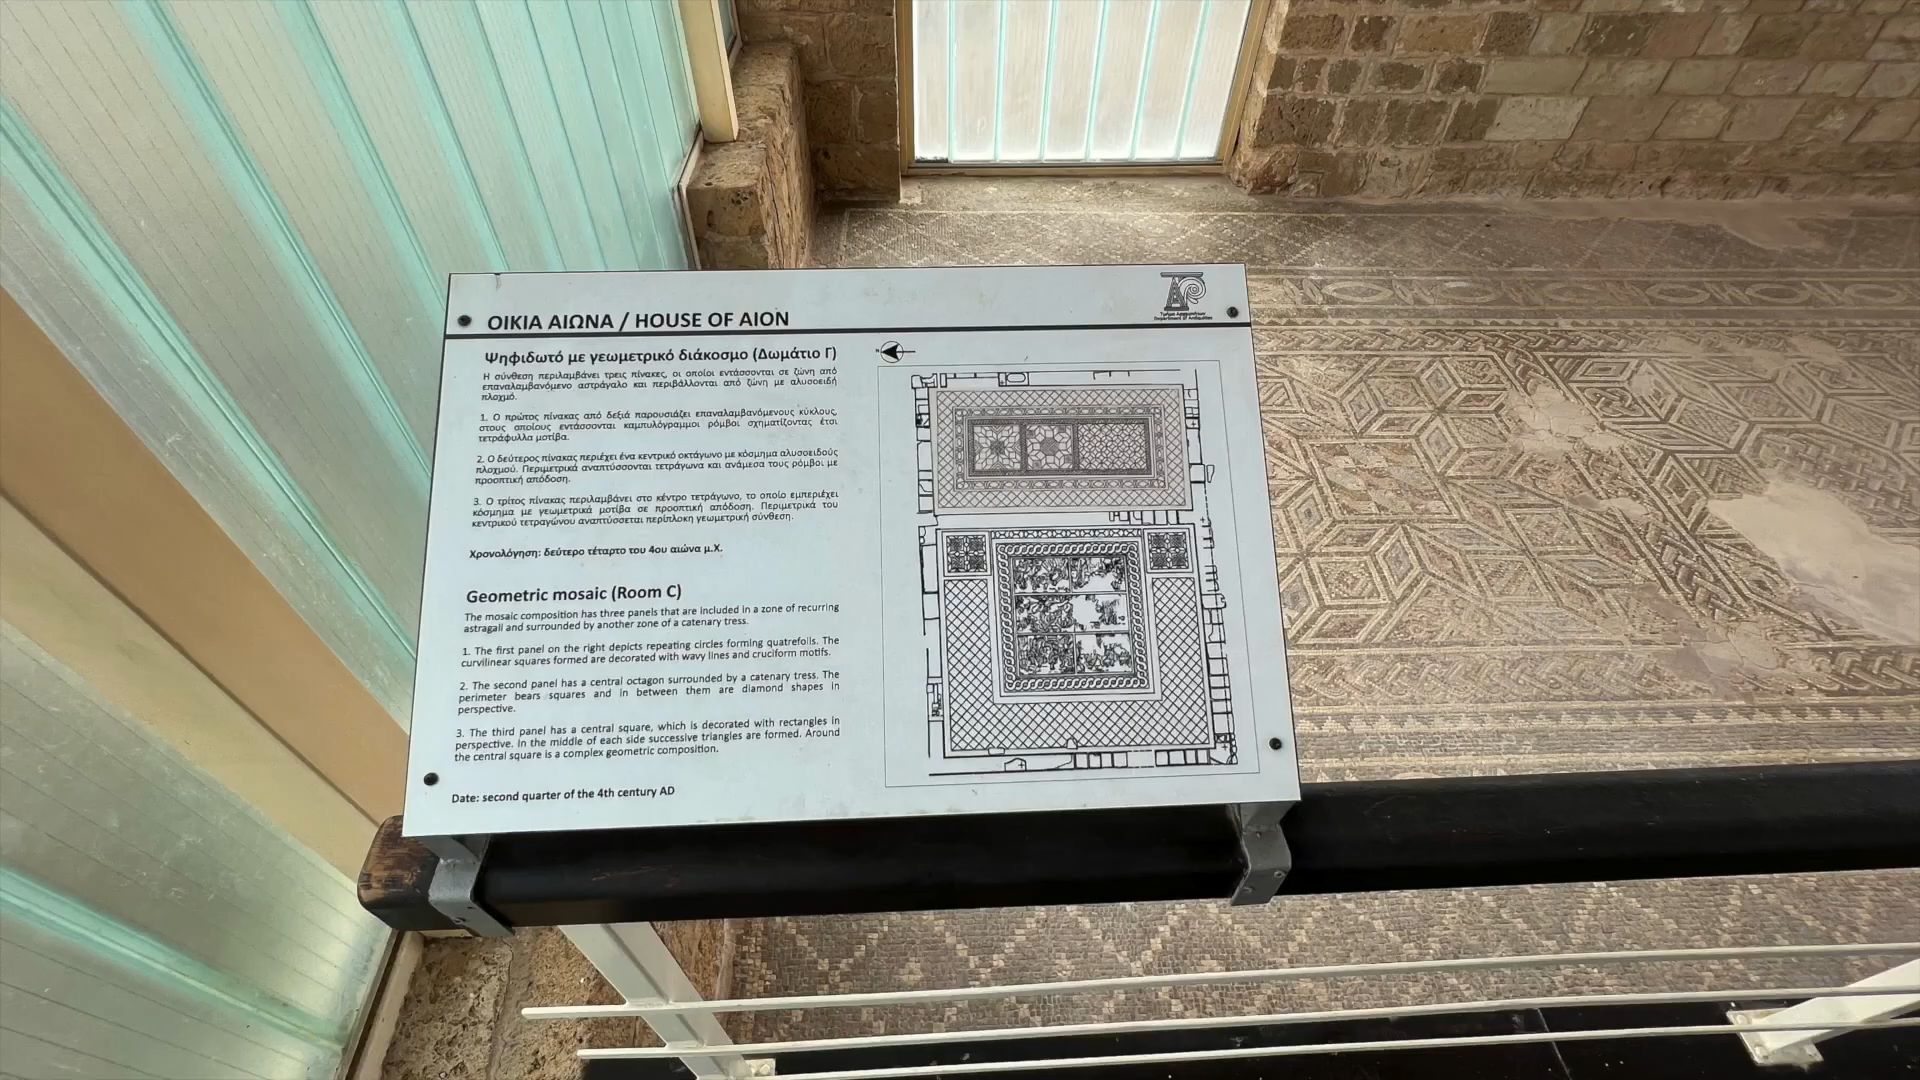 ΟΙΚΙΑ ΑΙΩΝΑ / HOUSE OF AION
Τμήμα Αρχαιοτήτων
Department of Antiquities
Ψηφιδωτό με γεωμετρικό διάκοσμο (Δωμάτιο Γ)
Η σύνθεση περιλαμβάνει τρεις πίνακες, οι οποίοι εντάσσονται σε ζώνη από
επαναλαμβανόμενο αστράγαλο και περιβάλλονται από ζώνη με αλυσοειδή
πλοχμό.
1. Ο πρώτος πίνακας από δεξιά παρουσιάζει επαναλαμβανόμενους κύκλους,
στους οποίους εντάσσονται καμπυλόγραμμοι ρόμβοι σχηματίζοντας έτσι
τετράφυλλα μοτίβα.
2. Ο δεύτερος πίνακας περιέχει ένα κεντρικό οκτάγωνο με κόσμημα αλυσοειδούς
πλοχμού. Περιμετρικά αναπτύσσονται τετράγωνα και ανάμεσα τους ρόμβοι με
προοπτική απόδοση.
3. Ο τρίτος πίνακας περιλαμβάνει στο κέντρο τετράγωνο, το οποίο εμπεριέχει
κόσμημα με γεωμετρικά μοτίβα σε προοπτική απόδοση. Περιμετρικά του
κεντρικού τετραγώνου αναπτύσσεται περίπλοκη γεωμετρική σύνθεση.
Χρονολόγηση: δεύτερο τέταρτο του 4ου αιώνα μ.Χ.
Geometric mosaic (Room C)
The mosaic composition has three panels that are included in a zone of recurring
astragali and surrounded by another zone of a catenary tress.
1. The first panel on the right depicts repeating circles forming quatrefoils. The
curvilinear squares formed are decorated with wavy lines and cruciform motifs.
2. The second panel has a central octagon surrounded by a catenary tress. The
perimeter bears squares and in between them are diamond shapes in
perspective.
3. The third panel has a central square, which is decorated with rectangles in
perspective. In the middle of each side successive triangles are formed. Around
the central square is a complex geometric composition.
Date: second quarter of the 4th century AD
N